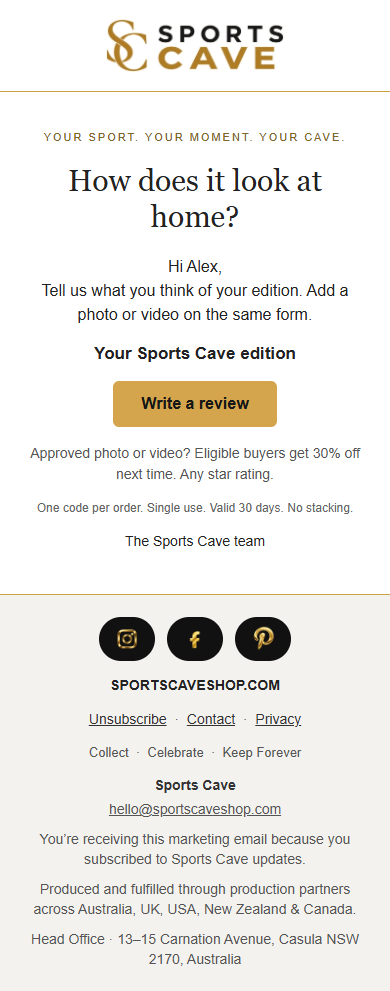 SC SPORTS
CAVE
YOUR SPORT. YOUR MOMENT. YOUR CAVE.
How does it look at
home?
Hi Alex,
Tell us what you think of your edition. Add a
photo or video on the same form.
Your Sports Cave edition
Write a review
Approved photo or video? Eligible buyers get 30% off
next time. Any star rating.
One code per order. Single use. Valid 30 days. No stacking.
The Sports Cave team
SPORTSCAVESHOP.COM
Unsubscribe · Contact · Privacy
Collect · Celebrate · Keep Forever
Sports Cave
hello@sportscaveshop.com
You’re receiving this marketing email because you
subscribed to Sports Cave updates.
Produced and fulfilled through production partners
across Australia, UK, USA, New Zealand & Canada.
Head Office · 13–15 Carnation Avenue, Casula NSW
2170, Australia